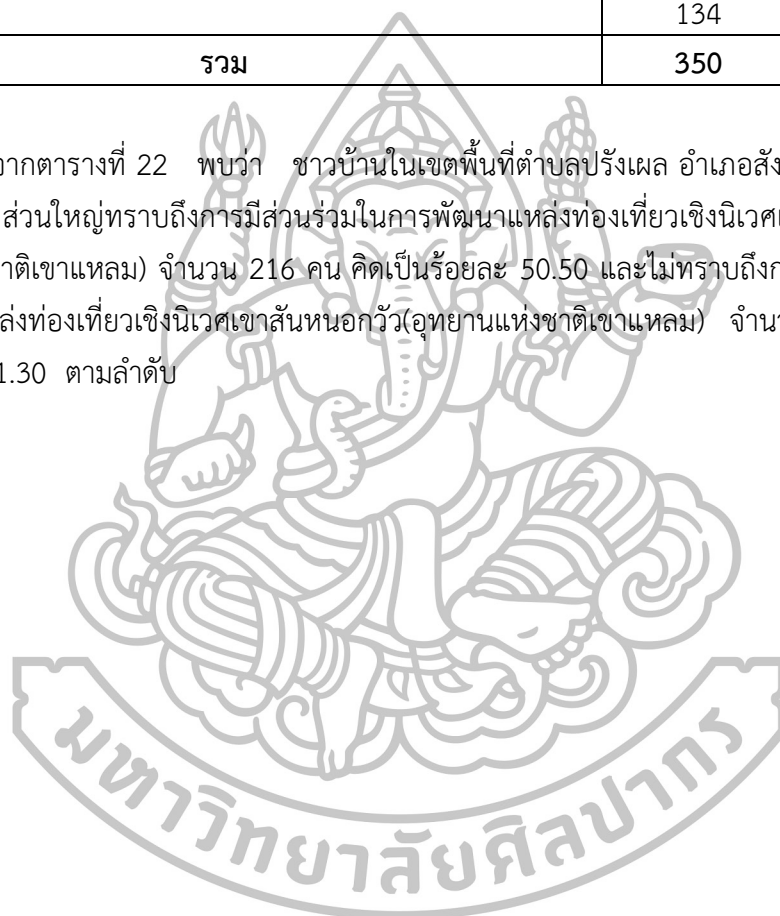 134
รวม 350
จากตารางที่ 22 พบว่า ชาวบ้านในเขตพื้นที่ตำบลปรังเผล อำเภอสัง
ส่วนใหญ่ทราบถึงการมีส่วนร่วมในการพัฒนาแหล่งท่องเที่ยวเชิงนิเวศเ
าติเขาแหลม) จำนวน 216 คน คิดเป็นร้อยละ 50.50 และไม่ทราบถึงก
ล่งท่องเที่ยวเชิงนิเวศเขาสันหนอกวัว(อุทยานแห่งชาติเขาแหลม) จำน
1.30 ตามลำดับ
มหาวิทยาลัยศิลปากร